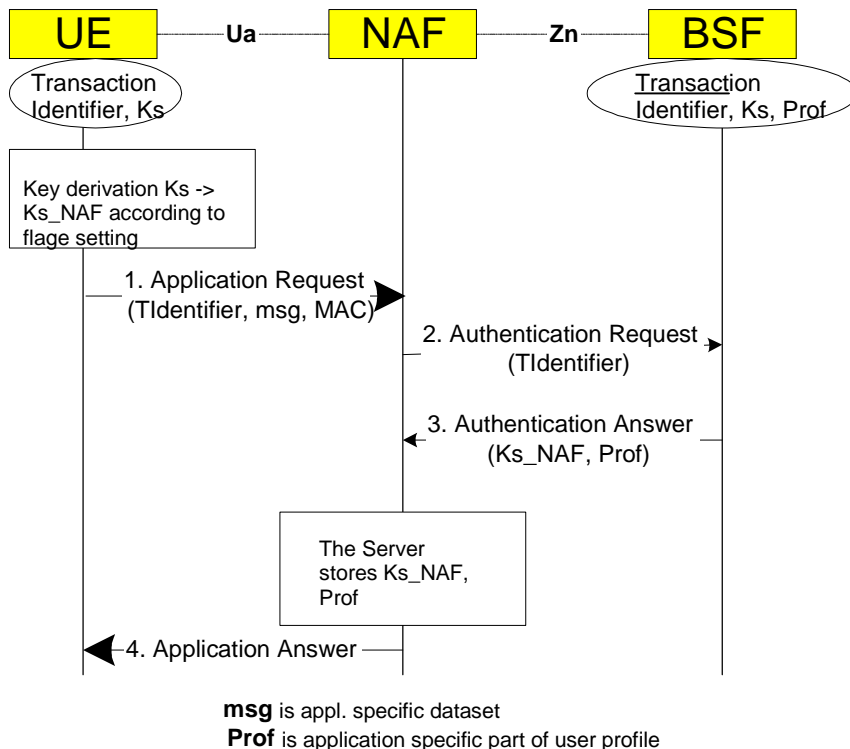 UE Ua NAF Zn BSF
Transaction
Identifier, Ks
Transaction
Identifier, Ks, Prof
Key derivation Ks ->
Ks_NAF according to
flage setting
1. Application Request
(TIdentifier, msg, MAC)
2. Authentication Request
(TIdentifier)
3. Authentication Answer
(Ks_NAF, Prof)
The Server
stores Ks_NAF,
Prof
4. Application Answer
msg is appl. specific dataset
Prof is application specific part of user profile